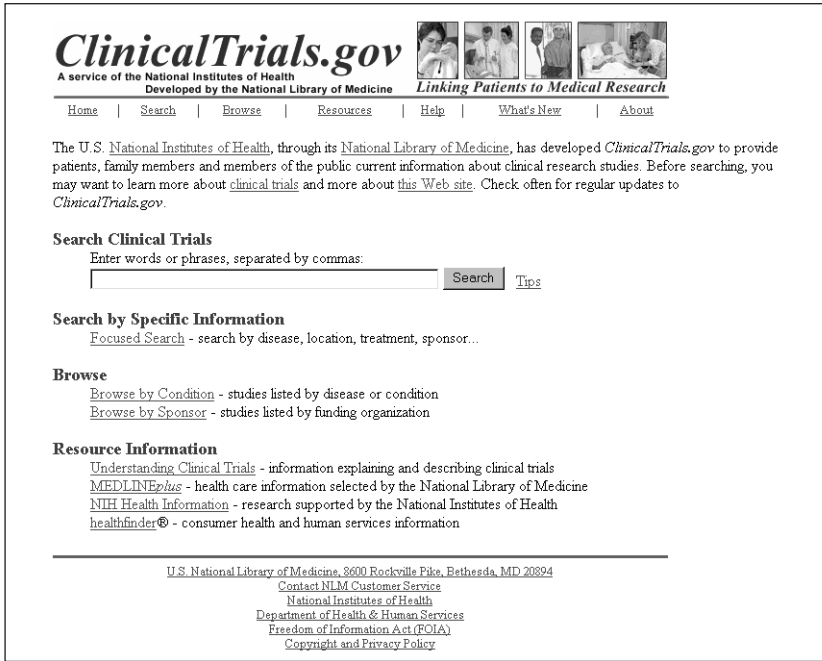 ClinicalTrials.gov
A service of the National Institutes of Health
Developed by the National Library of Medicine
Linking Patients to Medical Research
Home | Search | Browse | Resources | Help | What's New | About
The U.S. National Institutes of Health, through its National Library of Medicine, has developed ClinicalTrials.gov to provide
patients, family members and members of the public current information about clinical research studies. Before searching, you
may want to learn more about clinical trials and more about this Web site. Check often for regular updates to
ClinicalTrials.gov.
Search Clinical Trials
Enter words or phrases, separated by commas:
Search Tips
Search by Specific Information
Focused Search - search by disease, location, treatment, sponsor...
Browse
Browse by Condition - studies listed by disease or condition
Browse by Sponsor - studies listed by funding organization
Resource Information
Understanding Clinical Trials - information explaining and describing clinical trials
MEDLINEplus - health care information selected by the National Library of Medicine
NIH Health Information - research supported by the National Institutes of Health
healthfinder® - consumer health and human services information
U.S. National Library of Medicine, 8600 Rockville Pike, Bethesda, MD 20894
Contact NLM Customer Service
National Institutes of Health
Department of Health & Human Services
Freedom of Information Act (FOIA)
Copyright and Privacy Policy